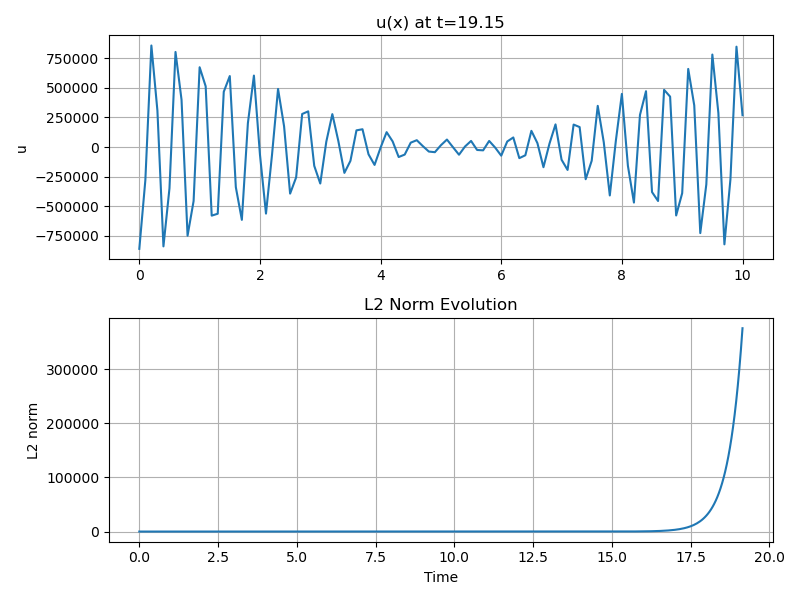 u(x) at t=19.15
750000
500000
250000
0
−250000
−500000
−750000
u
0 2 4 6 8 10
L2 Norm Evolution
300000
200000
100000
0
L2 norm
0.0 2.5 5.0 7.5 10.0 12.5 15.0 17.5 20.0
Time